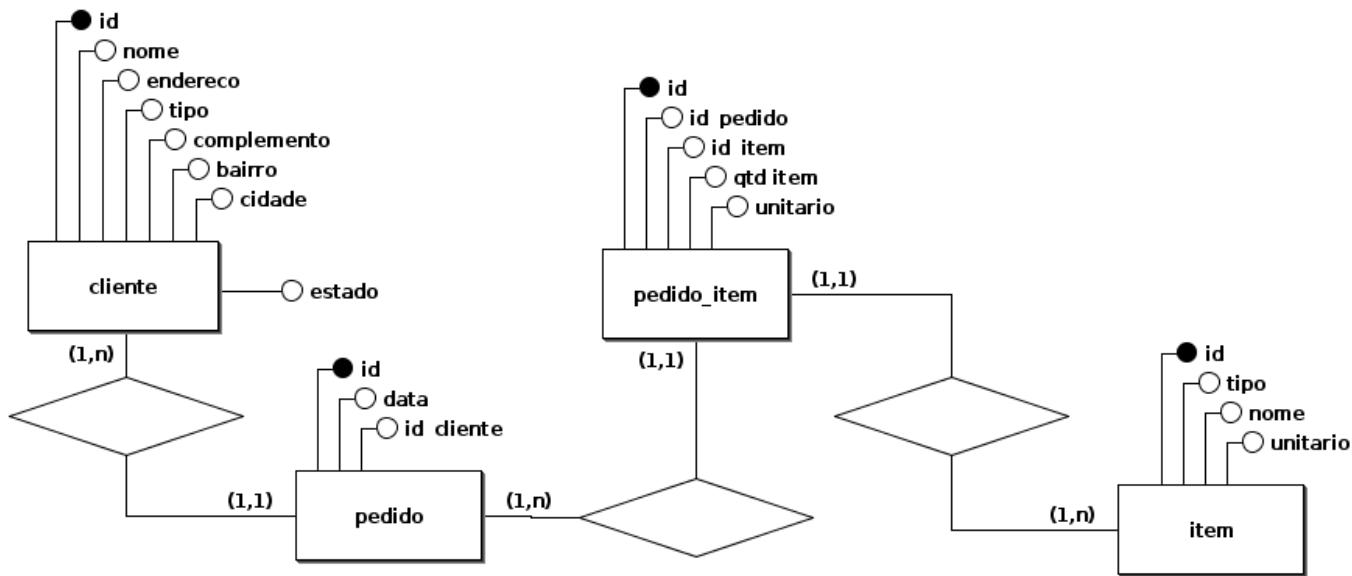 id
nome
endereco
tipo
complemento
bairro
cidade
cliente
estado
(1,n)
id
data
id cliente
(1,1)
pedido
(1,n)
id
id pedido
id item
qtd item
unitario
pedido_item
(1,1)
(1,1)
id
tipo
nome
unitario
(1,n)
item